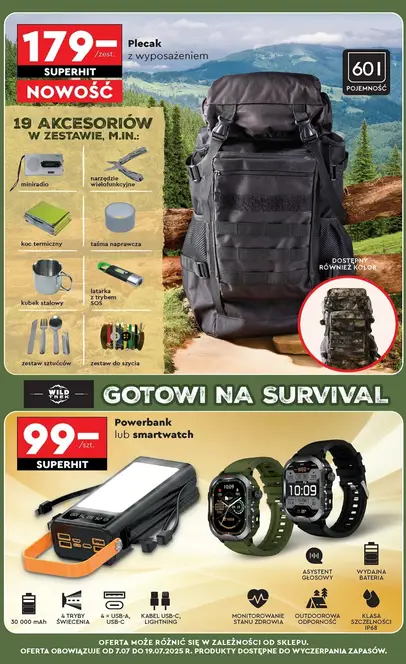 179.-
/zest.
SUPERHIT
NOWOŚĆ
Plecak
z wyposażeniem
60 l
POJEMNOŚĆ
19 AKCESORIÓW
W ZESTAWIE, M.IN.:
miniradio
narzędzie
wielofunkcyjne
koc termiczny
taśma naprawcza
kubek stalowy
latarka
z trybem
SOS
zestaw sztućców
zestaw do szycia
DOSTĘPNY
RÓWNIEŻ KOLOR
WILD
TREK
GOTOWI NA SURVIVAL
99.-
/szt.
SUPERHIT
Powerbank
lub smartwatch
10:09
ASYSTENT
GŁOSOWY
WYDAJNA
BATERIA
30 000 mAh
4 TRYBY
ŚWIECENIA
4 × USB-A,
USB-C
KABEL USB-C,
LIGHTNING
MONITOROWANIE
STANU ZDROWIA
OUTDOOROWA
ODPORNOŚĆ
KLASA
SZCZELNOŚCI
IP68
OFERTA MOŻE RÓŻNIĆ SIĘ W ZALEŻNOŚCI OD SKLEPU.
OFERTA OBOWIĄZUJE OD 7.07 DO 19.07.2025 R. PRODUKTY DOSTĘPNE DO WYCZERPANIA ZAPASÓW.